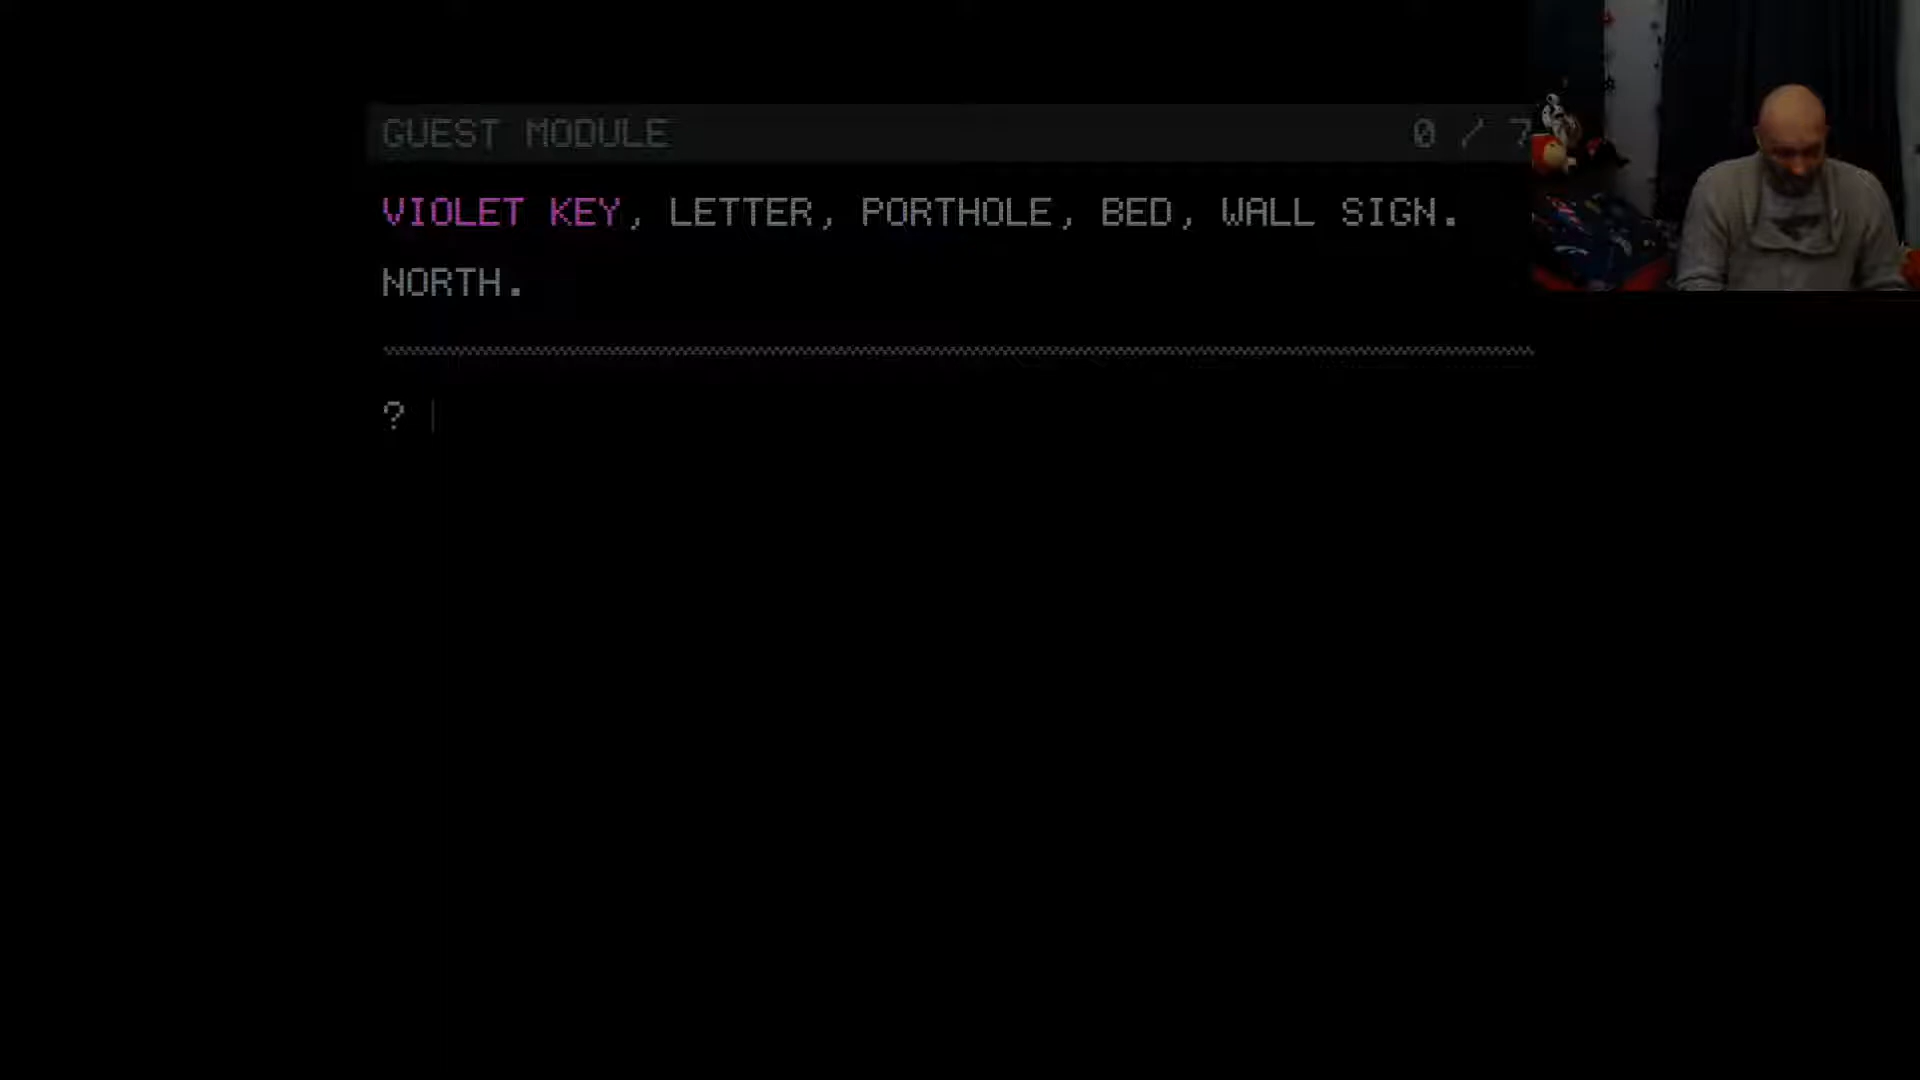 GUEST MODULE 0 / 7
VIOLET KEY, LETTER, PORTHOLE, BED, WALL SIGN.
NORTH.
?